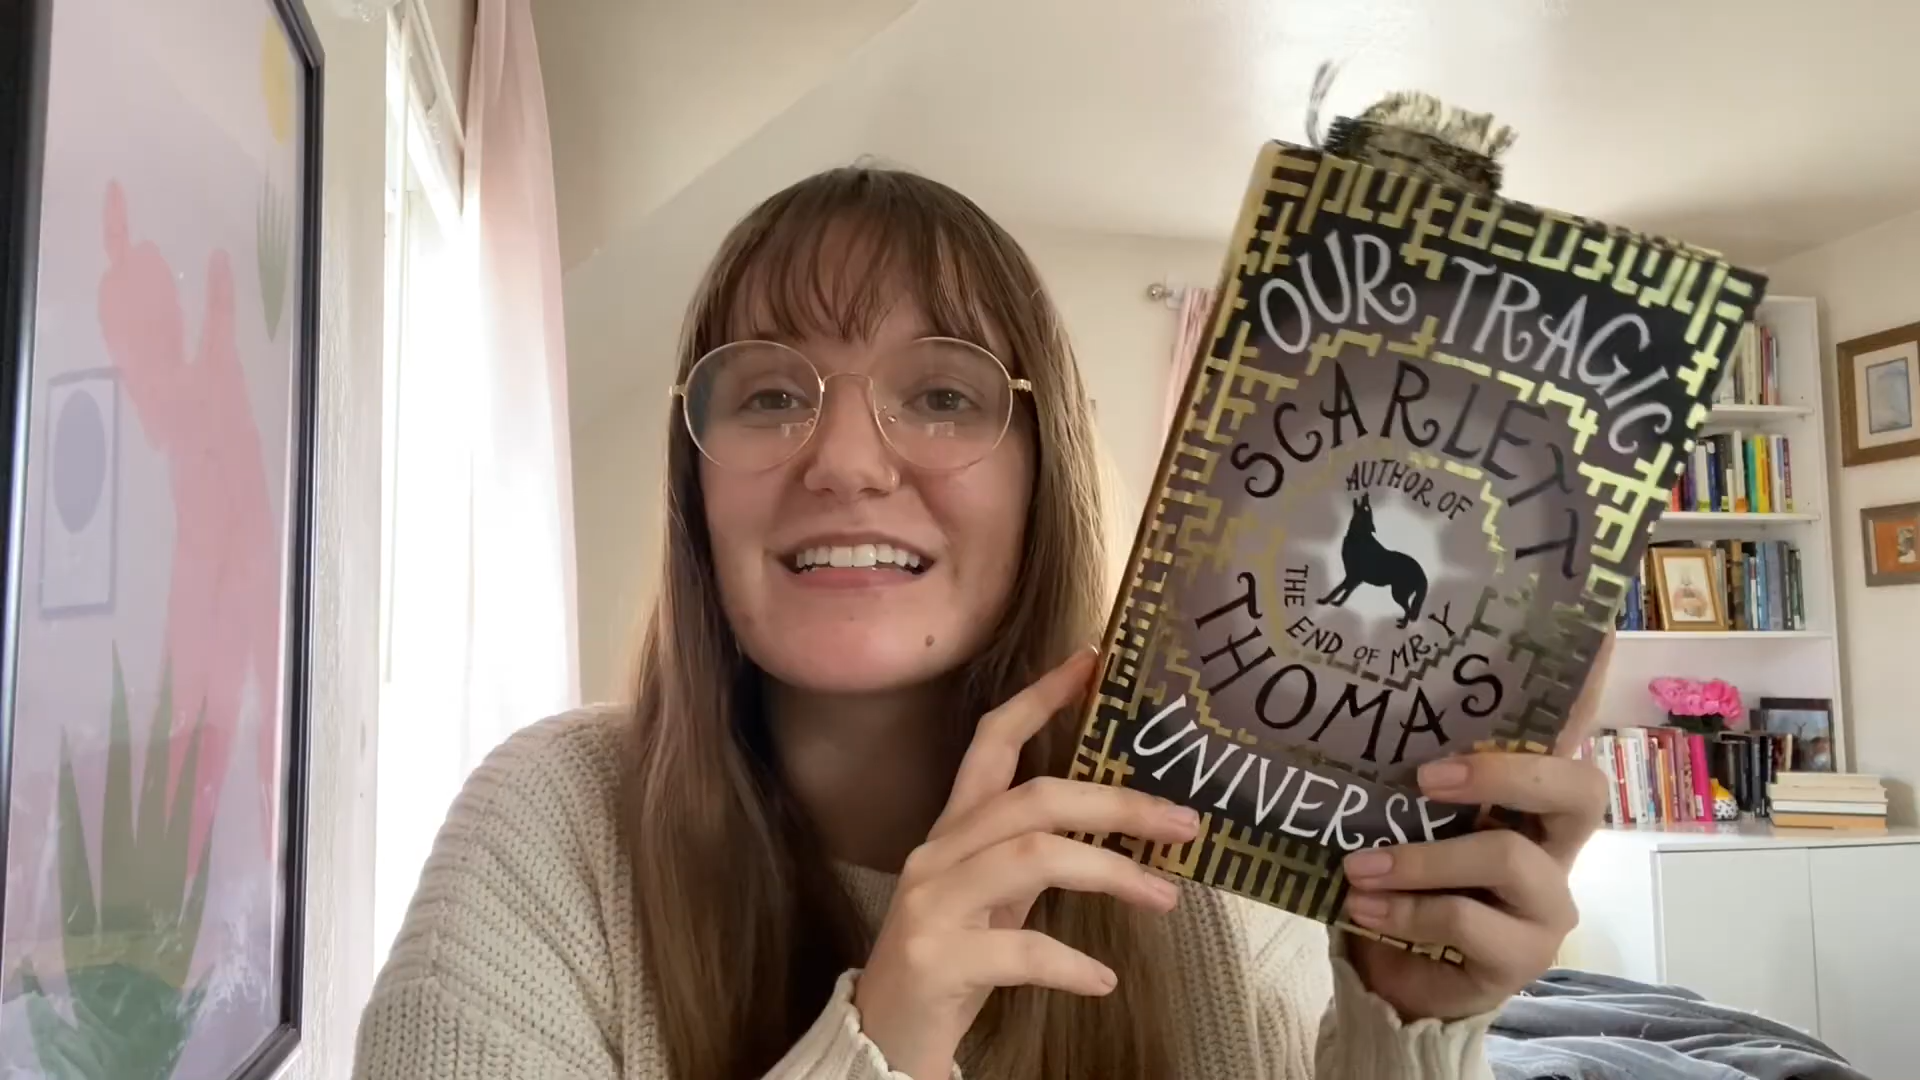 OUR TRAGIC
SCARLETT
AUTHOR OF
THE END OF MR. Y
THOMAS
UNIVERSE